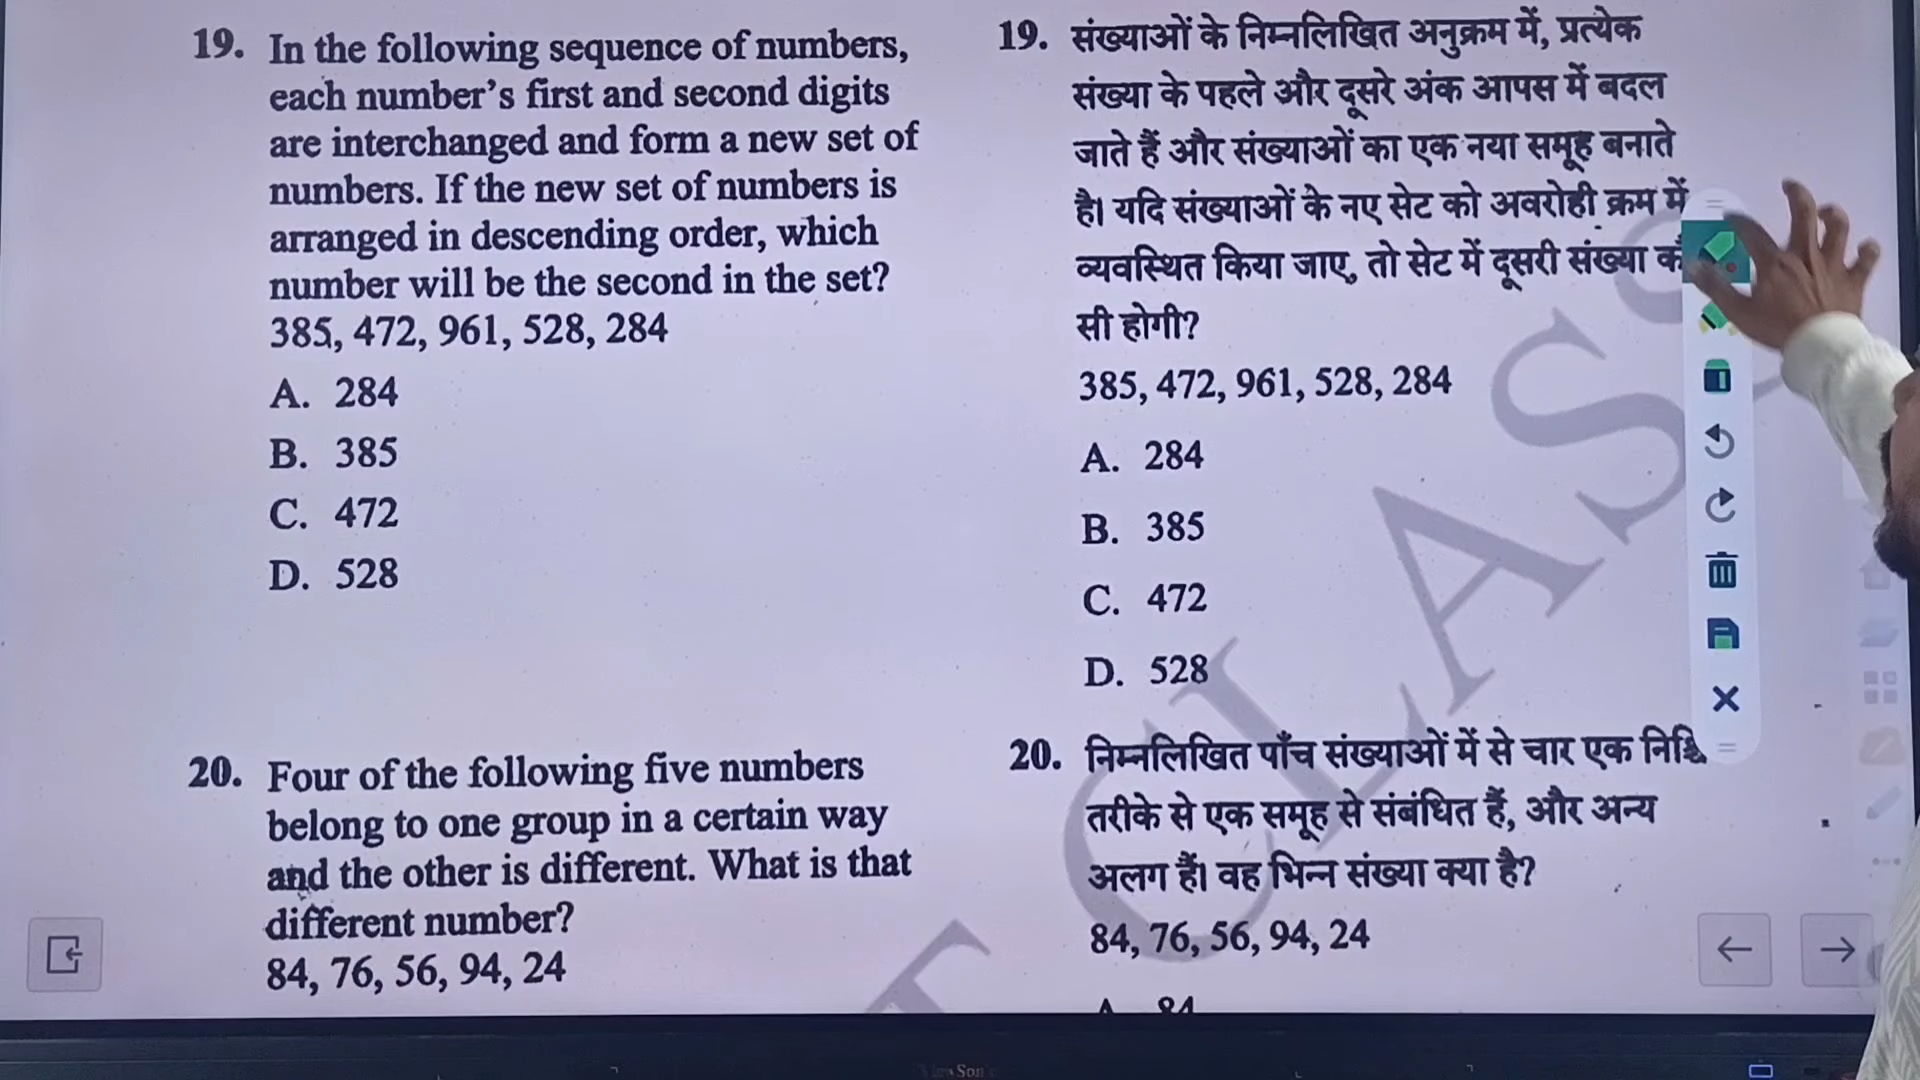 19. In the following sequence of numbers,
each number's first and second digits
are interchanged and form a new set of
numbers. If the new set of numbers is
arranged in descending order, which
number will be the second in the set?
385, 472, 961, 528, 284
A. 284
B. 385
C. 472
D. 528
20. Four of the following five numbers
belong to one group in a certain way
and the other is different. What is that
different number?
84, 76, 56, 94, 24
19. संख्याओं के निम्नलिखित अनुक्रम में, प्रत्येक
संख्या के पहले और दूसरे अंक आपस में बदल
जाते हैं और संख्याओं का एक नया समूह बनाते
है। यदि संख्याओं के नए सेट को अवरोही क्रम में
व्यवस्थित किया जाए, तो सेट में दूसरी संख्या
सी होगी?
385, 472, 961, 528, 284
A. 284
B. 385
C. 472
D. 528
20. निम्नलिखित पाँच संख्याओं में से चार एक
तरीके से एक समूह से संबंधित हैं, और अन्य
अलग हैं। वह भिन्न संख्या क्या है?
84, 76, 56, 94, 24
A 84
T CLASS